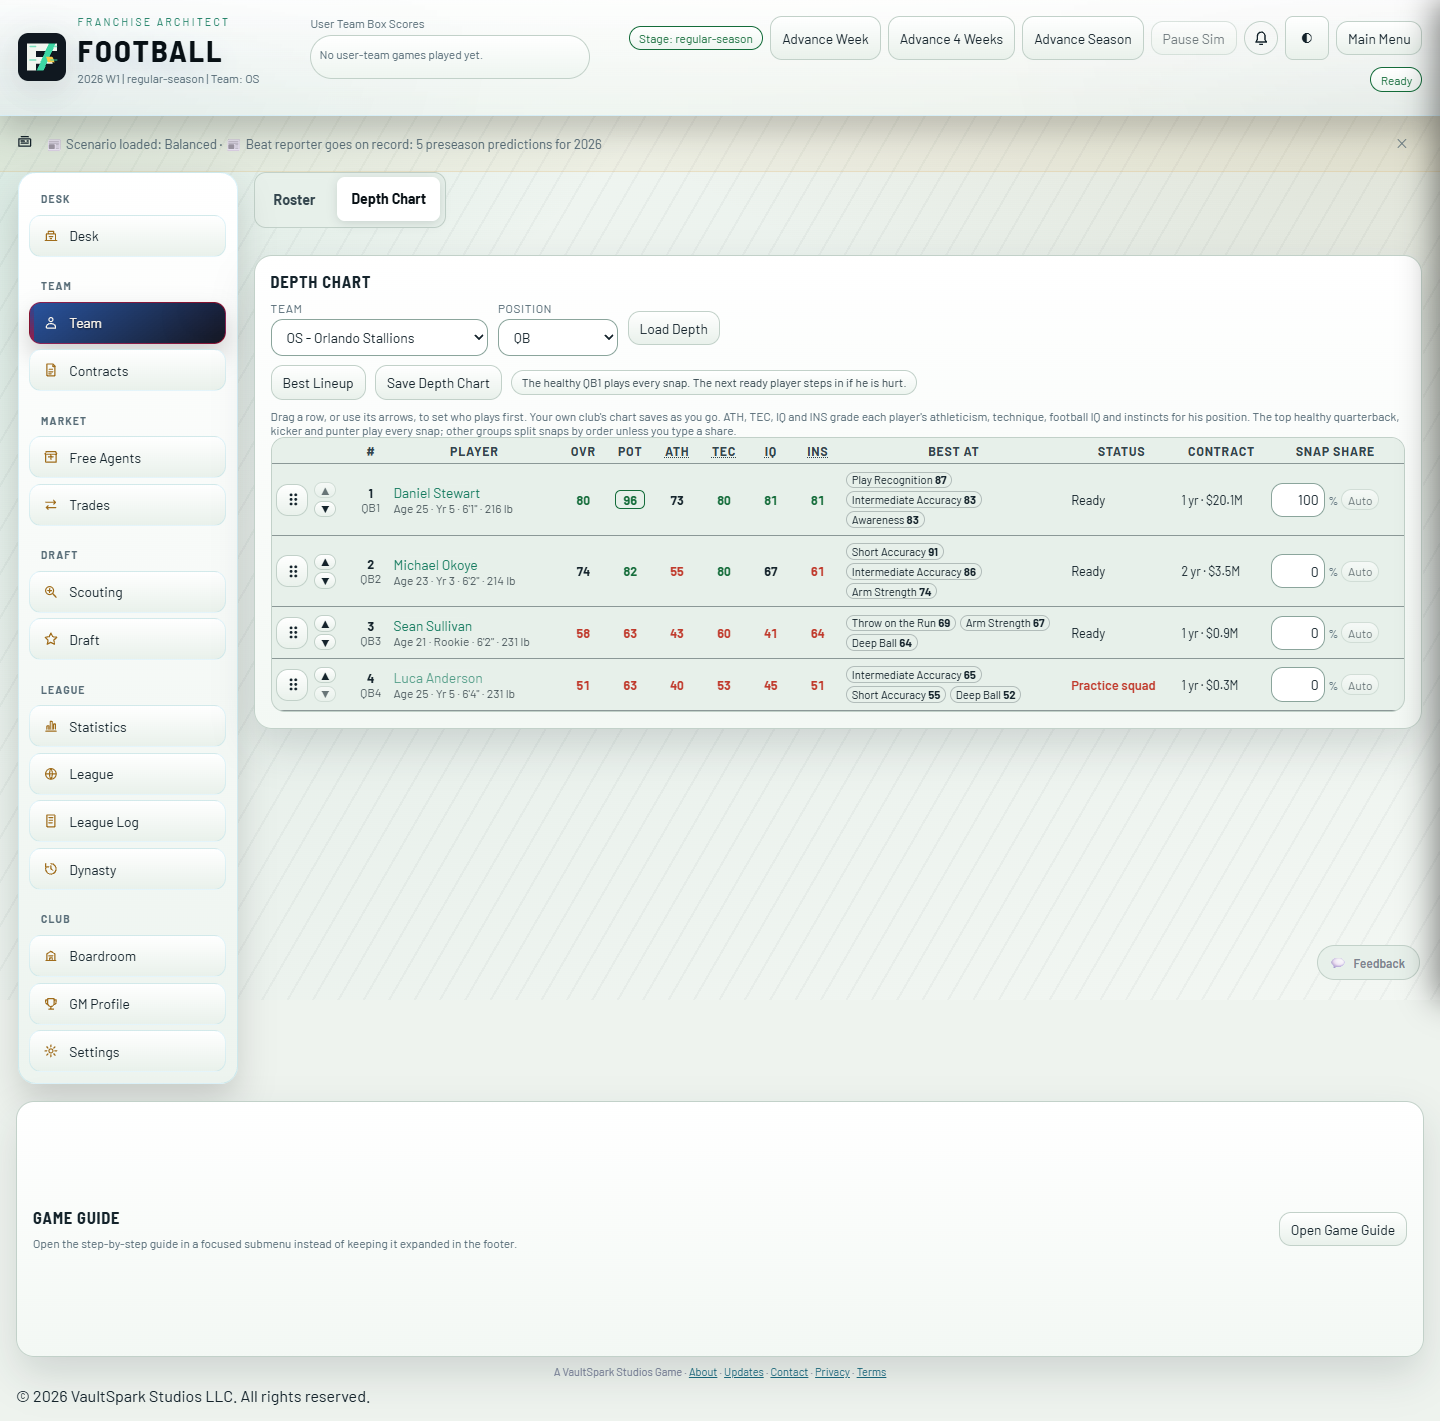 FRANCHISE ARCHITECT
FOOTBALL
2026 W1 | regular-season | Team: OS
User Team Box Scores
No user-team games played yet.
Stage: regular-season
Advance Week
Advance 4 Weeks
Advance Season
Pause Sim
Main Menu
Ready
Scenario loaded: Balanced · Beat reporter goes on record: 5 preseason predictions for 2026
DESK
Desk
TEAM
Team
Contracts
MARKET
Free Agents
Trades
DRAFT
Scouting
Draft
LEAGUE
Statistics
League
League Log
Dynasty
CLUB
Boardroom
GM Profile
Settings
Roster
Depth Chart
DEPTH CHART
TEAM
POSITION
OS - Orlando Stallions
QB
Load Depth
Best Lineup
Save Depth Chart
The healthy QB1 plays every snap. The next ready player steps in if he is hurt.
Drag a row, or use its arrows, to set who plays first. Your own club's chart saves as you go. ATH, TEC, IQ and INS grade each player's athleticism, technique, football IQ and instincts for his position. The top healthy quarterback,
kicker and punter play every snap; other groups split snaps by order unless you type a share.
# PLAYER OVR POT ATH TEC IQ INS BEST AT STATUS CONTRACT SNAP SHARE
1 QB1 Daniel Stewart Age 25 · Yr 5 · 6'1" · 216 lb 80 96 73 80 81 81 Play Recognition 87 Intermediate Accuracy 83 Awareness 83 Ready 1 yr · $20.1M 100 % Auto
2 QB2 Michael Okoye Age 23 · Yr 3 · 6'2" · 214 lb 74 82 55 80 67 61 Short Accuracy 91 Intermediate Accuracy 86 Arm Strength 74 Ready 2 yr · $3.5M 0 % Auto
3 QB3 Sean Sullivan Age 21 · Rookie · 6'2" · 231 lb 58 63 43 60 41 64 Throw on the Run 69 Arm Strength 67 Deep Ball 64 Ready 1 yr · $0.9M 0 % Auto
4 QB4 Luca Anderson Age 25 · Yr 5 · 6'4" · 231 lb 51 63 40 53 45 51 Intermediate Accuracy 65 Short Accuracy 55 Deep Ball 52 Practice squad 1 yr · $0.3M 0 % Auto
Feedback
GAME GUIDE
Open the step-by-step guide in a focused submenu instead of keeping it expanded in the footer.
Open Game Guide
A VaultSpark Studios Game · About · Updates · Contact · Privacy · Terms
© 2026 VaultSpark Studios LLC. All rights reserved.